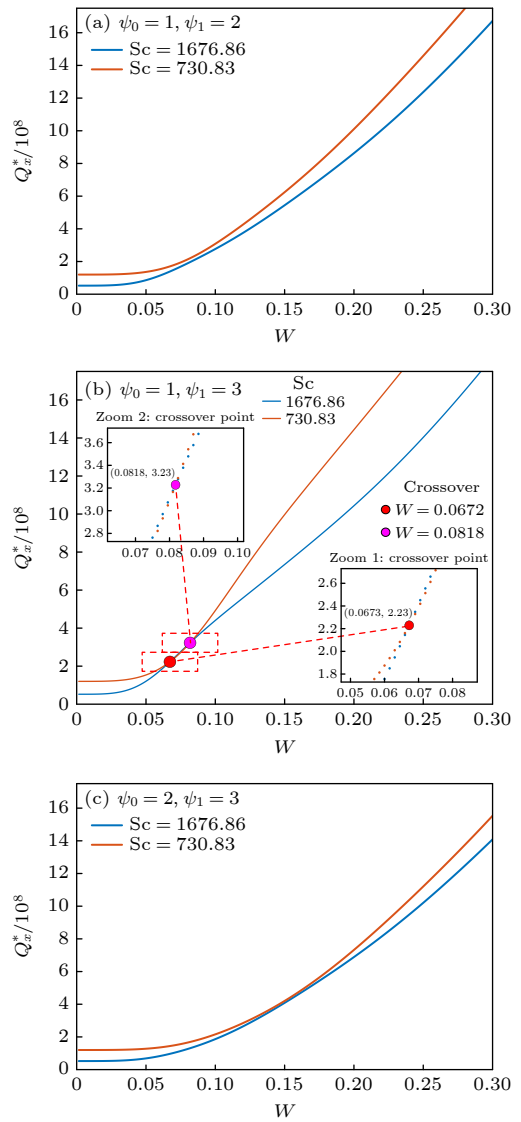 (a) ψ0 = 1, ψ1 = 2
Sc = 1676.86
Sc = 730.83
16
14
12
10
8
6
4
2
0
Q*x/10^8
0 0.05 0.10 0.15 0.20 0.25 0.30
W
(b) ψ0 = 1, ψ1 = 3
Sc
1676.86
730.83
Zoom 2: crossover point
3.6
3.4
3.2
3.0
2.8
(0.0818, 3.23)
0.07 0.08 0.09 0.10
Crossover
W = 0.0672
W = 0.0818
Zoom 1: crossover point
2.6
2.4
2.2
2.0
1.8
(0.0673, 2.23)
0.05 0.06 0.07 0.08
16
14
12
10
8
6
4
2
0
Q*x/10^8
0 0.05 0.10 0.15 0.20 0.25 0.30
W
(c) ψ0 = 2, ψ1 = 3
Sc = 1676.86
Sc = 730.83
16
14
12
10
8
6
4
2
0
Q*x/10^8
0 0.05 0.10 0.15 0.20 0.25 0.30
W